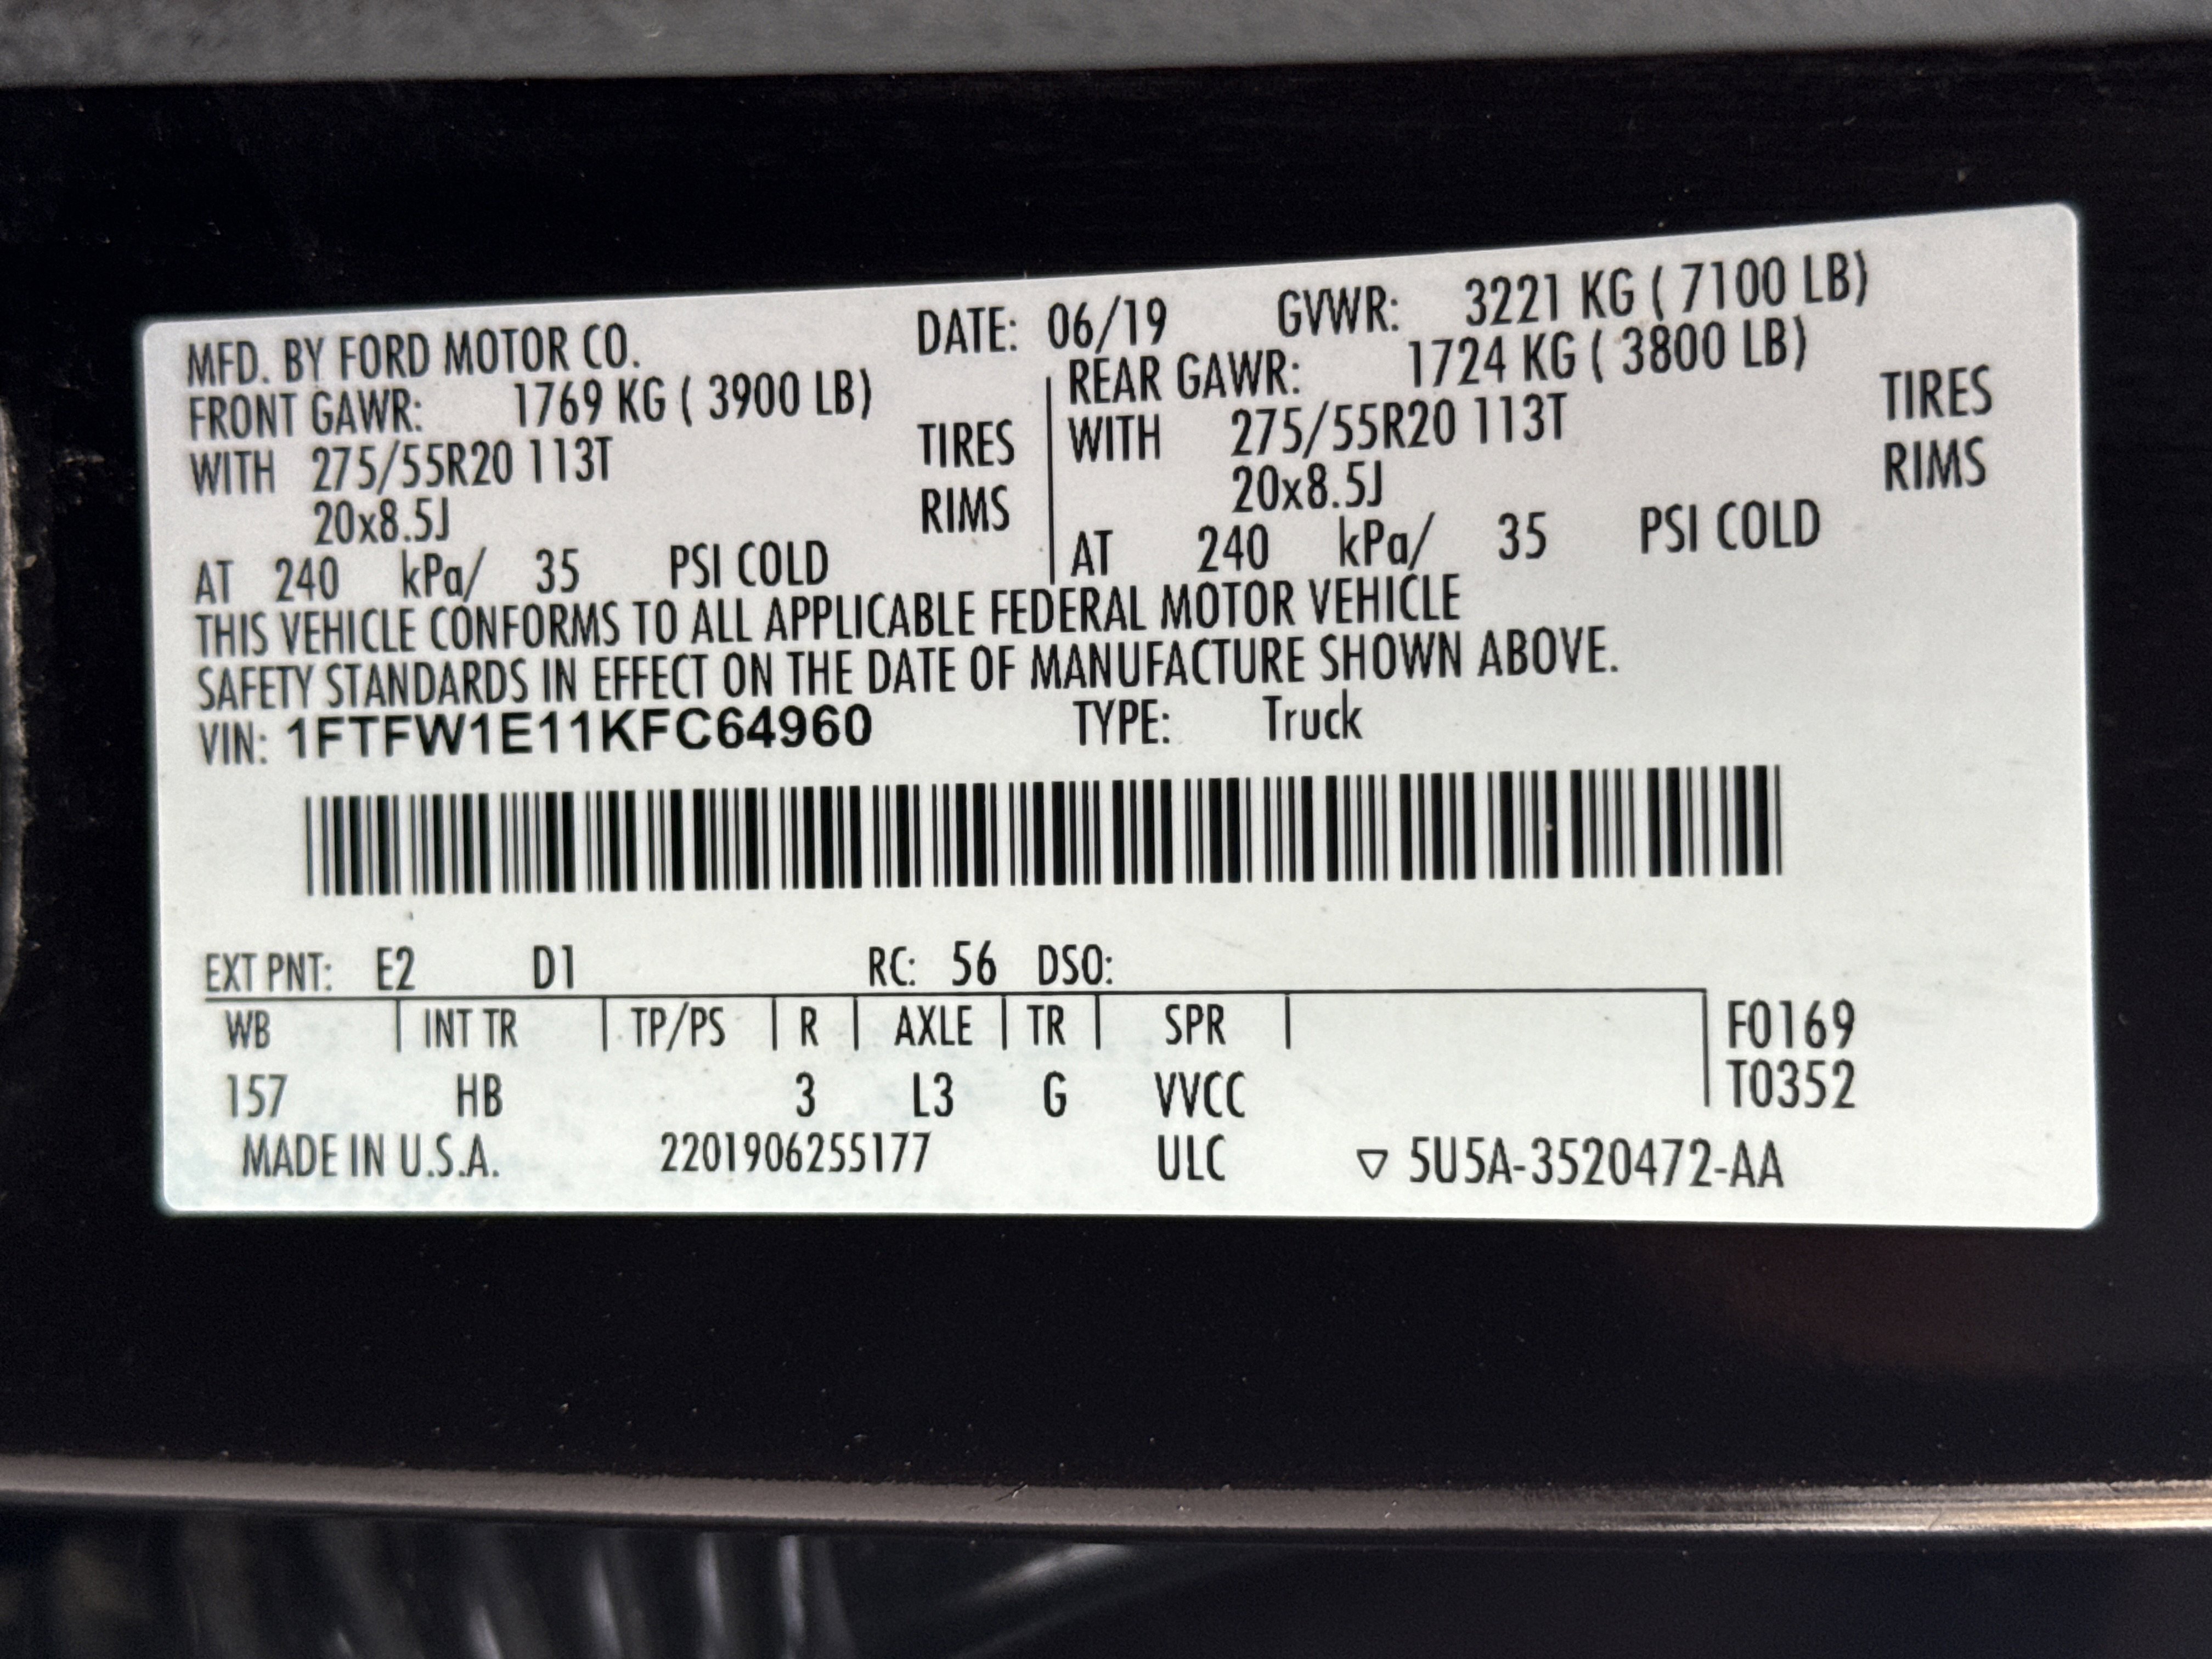 MFD. BY FORD MOTOR CO. DATE: 06/19 GVWR: 3221 KG ( 7100 LB)
FRONT GAWR: 1769 KG ( 3900 LB) REAR GAWR: 1724 KG ( 3800 LB)
WITH 275/55R20 113T TIRES WITH 275/55R20 113T TIRES
20x8.5J RIMS 20x8.5J RIMS
AT 240 kPa/ 35 PSI COLD AT 240 kPa/ 35 PSI COLD
THIS VEHICLE CONFORMS TO ALL APPLICABLE FEDERAL MOTOR VEHICLE
SAFETY STANDARDS IN EFFECT ON THE DATE OF MANUFACTURE SHOWN ABOVE.
VIN: 1FTFW1E11KFC64960 TYPE: Truck
EXT PNT: E2 D1 RC: 56 DSO:
WB INT TR TP/PS R AXLE TR SPR F0169
157 HB 3 L3 G VVCC T0352
MADE IN U.S.A. 2201906255177 ULC ▽ 5U5A-3520472-AA